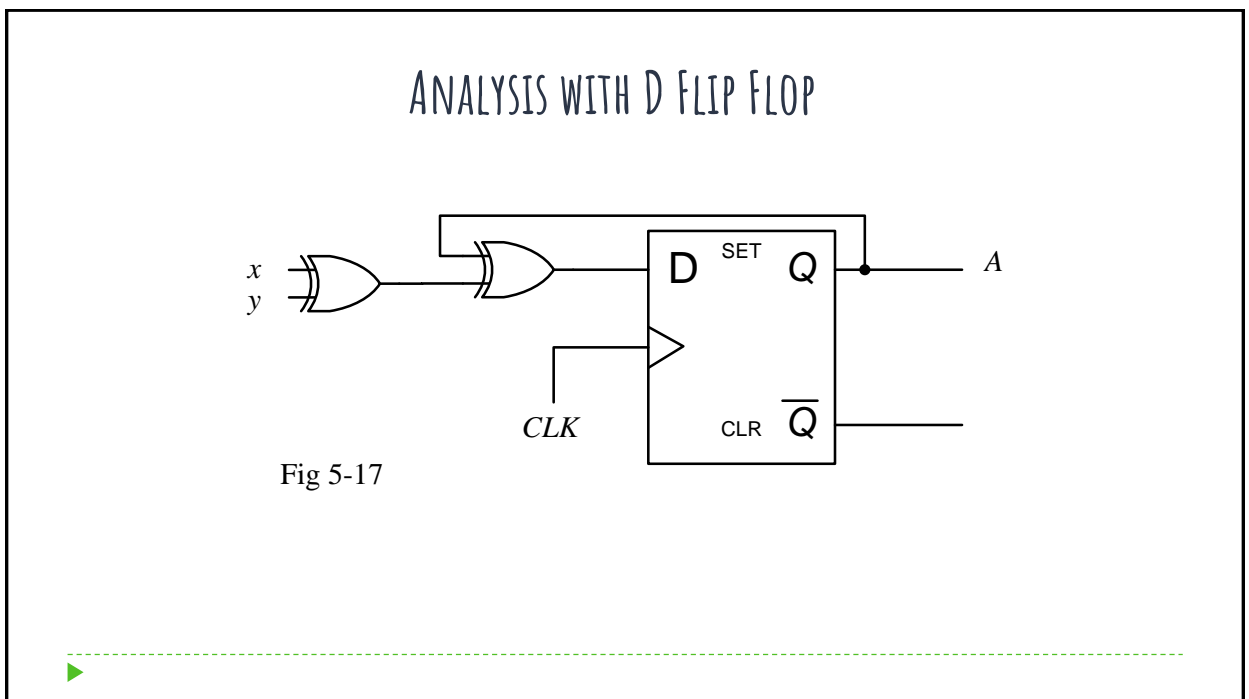 ANALYSIS WITH D FLIP FLOP
x
y
D
SET
Q
A
CLK
CLR
Q
Fig 5-17